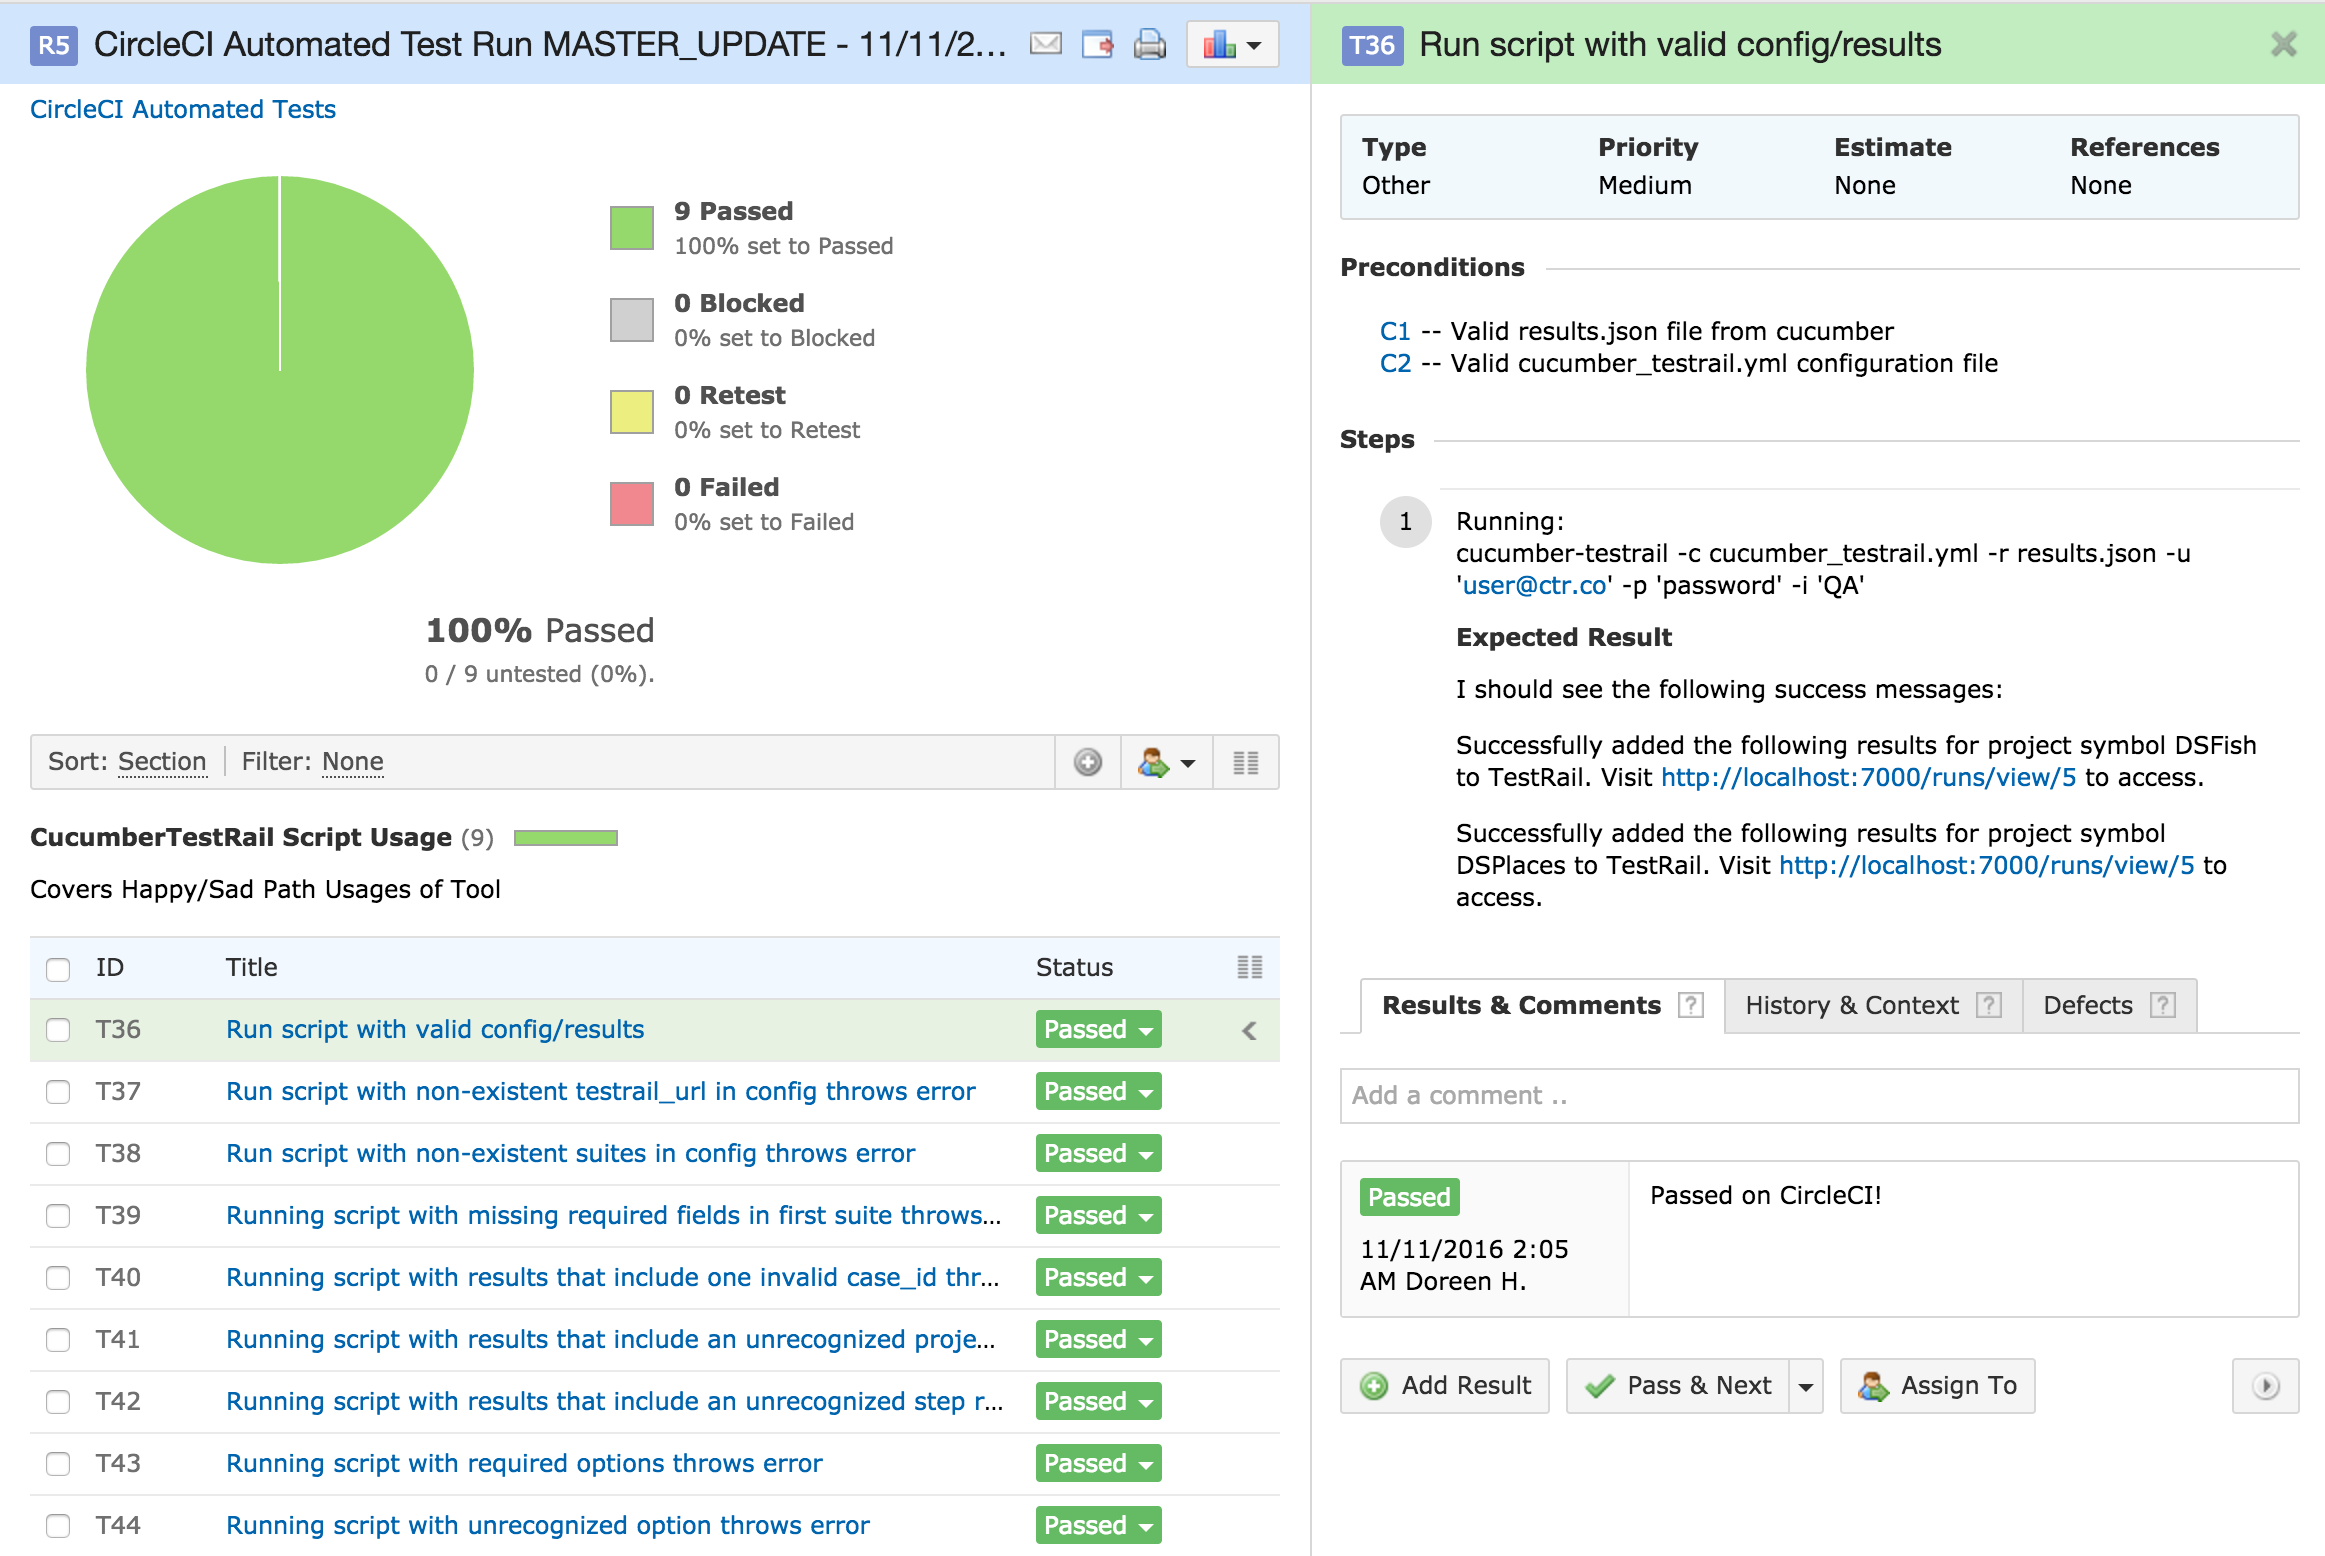 R5 CircleCI Automated Test Run MASTER_UPDATE - 11/11/2...
CircleCI Automated Tests
9 Passed
100% set to Passed
0 Blocked
0% set to Blocked
0 Retest
0% set to Retest
0 Failed
0% set to Failed
100% Passed
0 / 9 untested (0%).
Sort: Section Filter: None
CucumberTestRail Script Usage (9)
Covers Happy/Sad Path Usages of Tool
ID Title Status
T36 Run script with valid config/results Passed
T37 Run script with non-existent testrail_url in config throws error Passed
T38 Run script with non-existent suites in config throws error Passed
T39 Running script with missing required fields in first suite throws... Passed
T40 Running script with results that include one invalid case_id thr... Passed
T41 Running script with results that include an unrecognized proje... Passed
T42 Running script with results that include an unrecognized step r... Passed
T43 Running script with required options throws error Passed
T44 Running script with unrecognized option throws error Passed
T36 Run script with valid config/results
Type Priority Estimate References
Other Medium None None
Preconditions
C1 -- Valid results.json file from cucumber
C2 -- Valid cucumber_testrail.yml configuration file
Steps
1 Running:
cucumber-testrail -c cucumber_testrail.yml -r results.json -u
'user@ctr.co' -p 'password' -i 'QA'
Expected Result
I should see the following success messages:
Successfully added the following results for project symbol DSFish
to TestRail. Visit http://localhost:7000/runs/view/5 to access.
Successfully added the following results for project symbol
DSPlaces to TestRail. Visit http://localhost:7000/runs/view/5 to
access.
Results & Comments ? History & Context ? Defects ?
Add a comment ..
Passed Passed on CircleCI!
11/11/2016 2:05
AM Doreen H.
Add Result Pass & Next Assign To